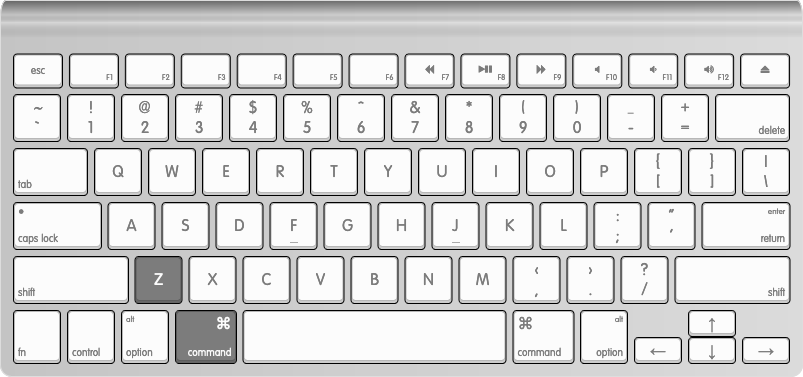 esc F1 F2 F3 F4 F5 F6 F7 F8 F9 F10 F11 F12
~ ! @ # $ % ^ & * ( ) _ +
` 1 2 3 4 5 6 7 8 9 0 - = delete
tab Q W E R T Y U I O P { [ } ] | \
caps lock A S D F G H J K L : ; " ' enter return
shift Z X C V B N M ‹ , › . ? / shift
fn control alt option ⌘ command ⌘ command alt option ← ↑ ↓ →